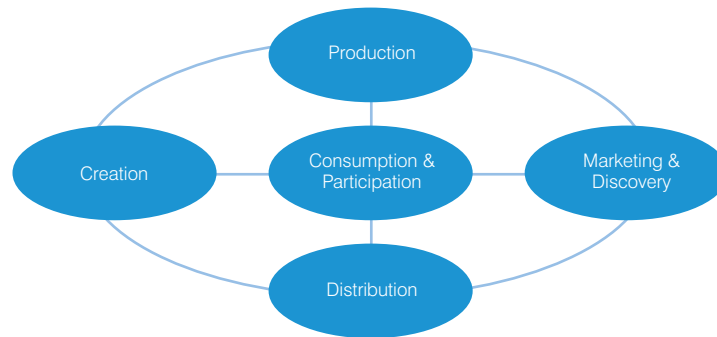 Production
Creation
Consumption &
Participation
Marketing &
Discovery
Distribution